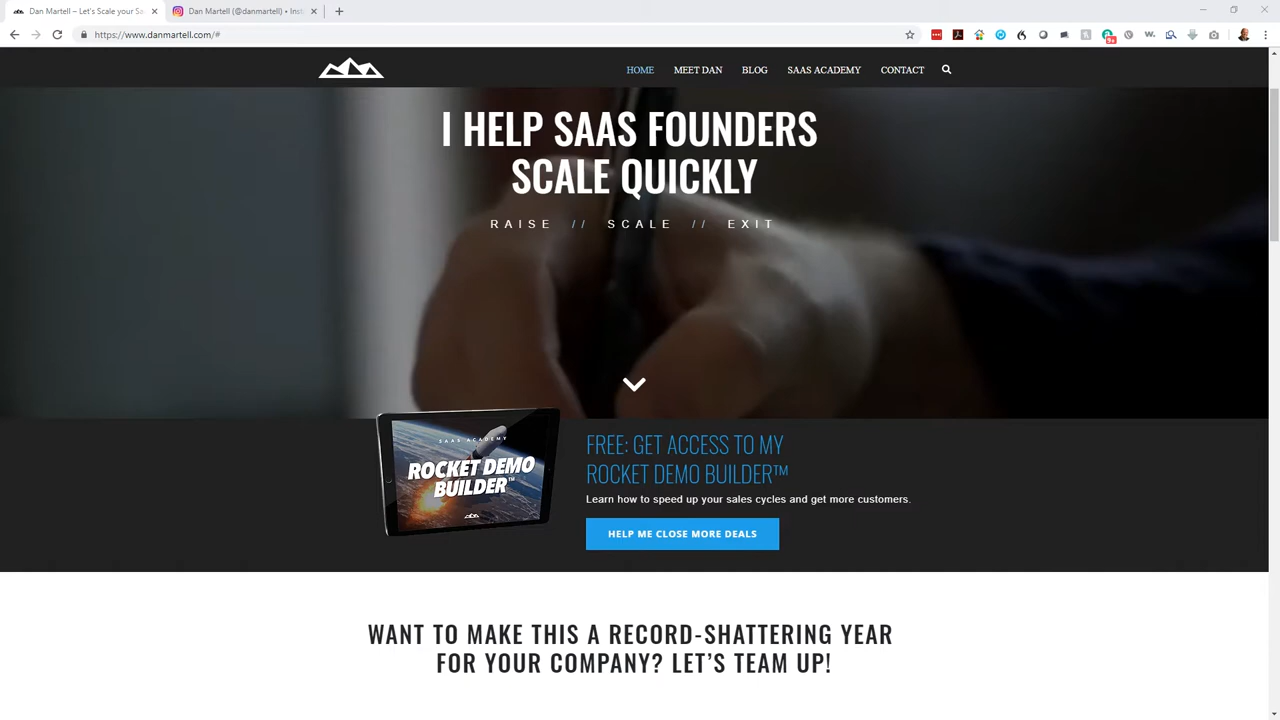 Dan Martell – Let's Scale your Sa
Dan Martell (@danmartell) • Inst
https://www.danmartell.com/#
9+
HOME MEET DAN BLOG SAAS ACADEMY CONTACT
I HELP SAAS FOUNDERS
SCALE QUICKLY
RAISE // SCALE // EXIT
SAAS ACADEMY
ROCKET DEMO
BUILDER™
FREE: GET ACCESS TO MY
ROCKET DEMO BUILDER™
Learn how to speed up your sales cycles and get more customers.
HELP ME CLOSE MORE DEALS
WANT TO MAKE THIS A RECORD-SHATTERING YEAR
FOR YOUR COMPANY? LET'S TEAM UP!